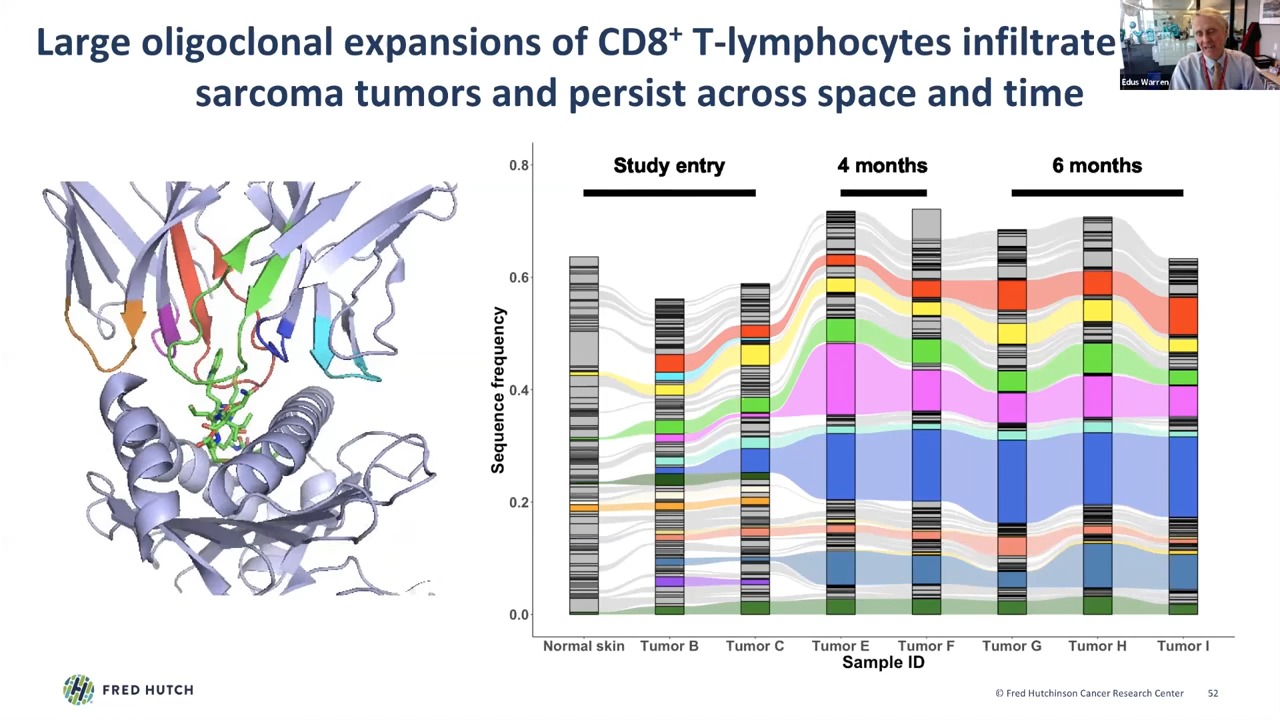 Large oligoclonal expansions of CD8+ T-lymphocytes infiltrate
sarcoma tumors and persist across space and time
Edus Warren
Study entry
4 months
6 months
Sequence frequency
0.8
0.6
0.4
0.2
0.0
Normal skin
Tumor B
Tumor C
Tumor E
Tumor F
Tumor G
Tumor H
Tumor I
Sample ID
FRED HUTCH
© Fred Hutchinson Cancer Research Center
52